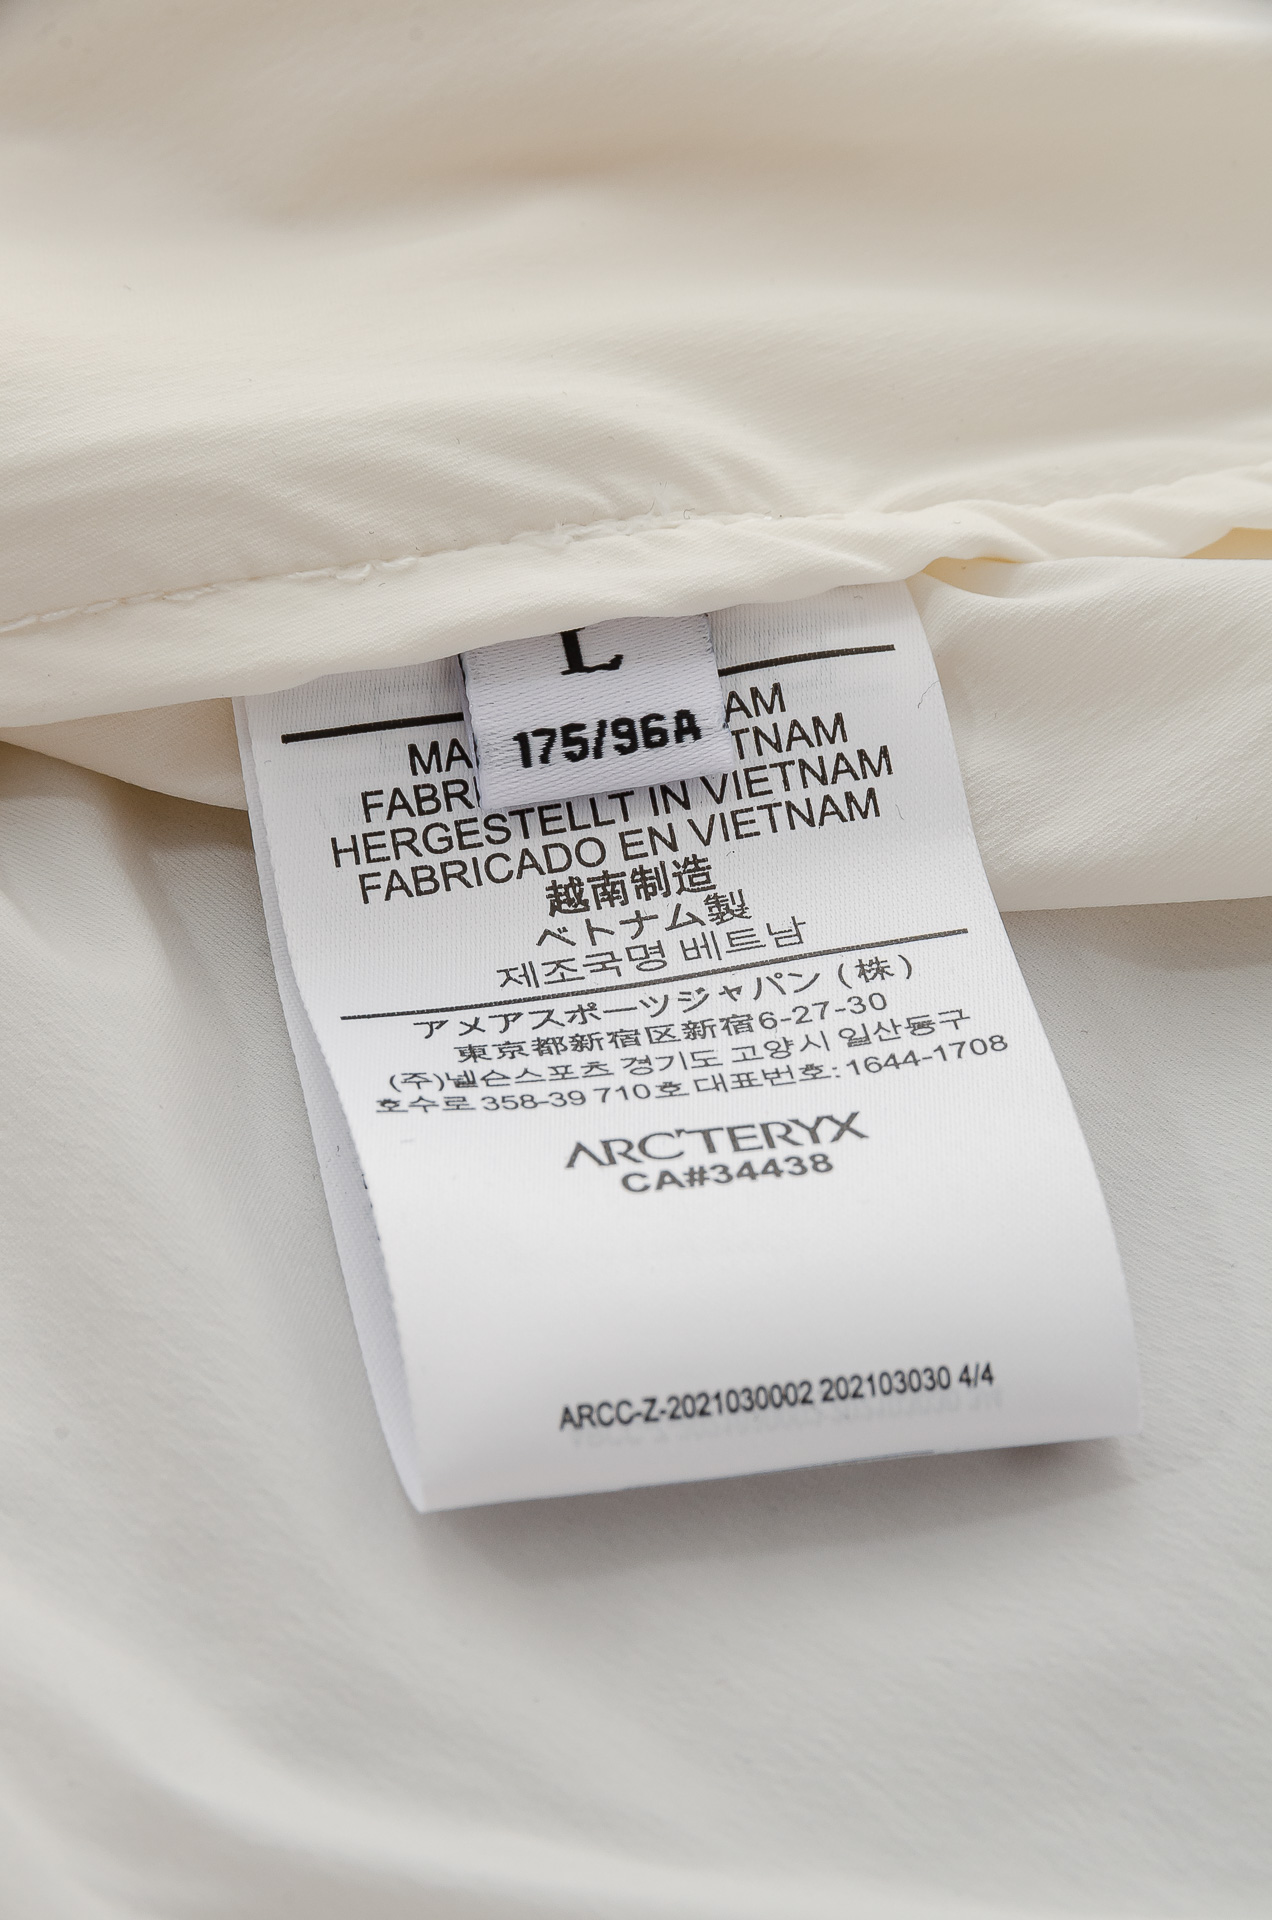 L
175/96A
MA AM
FABRI TNAM
HERGESTELLT IN VIETNAM
FABRICADO EN VIETNAM
越南制造
ベトナム製
제조국명 베트남
アメアスポーツジャパン (株)
東京都新宿区新宿6-27-30
(주)넬슨스포츠 경기도 고양시 일산동구
호수로 358-39 710호 대표번호: 1644-1708
ARC'TERYX
CA#34438
ARCC-Z-2021030002 202103030 4/4